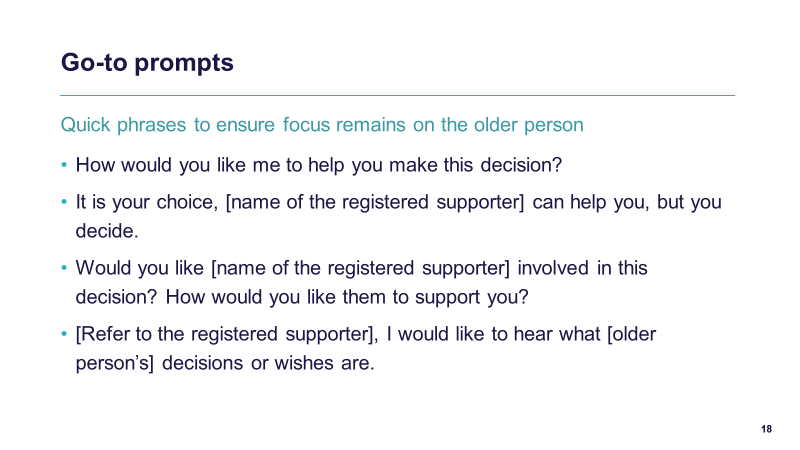 Go-to prompts
Quick phrases to ensure focus remains on the older person
• How would you like me to help you make this decision?
• It is your choice, [name of the registered supporter] can help you, but you
decide.
• Would you like [name of the registered supporter] involved in this
decision? How would you like them to support you?
• [Refer to the registered supporter], I would like to hear what [older
person’s] decisions or wishes are.
18